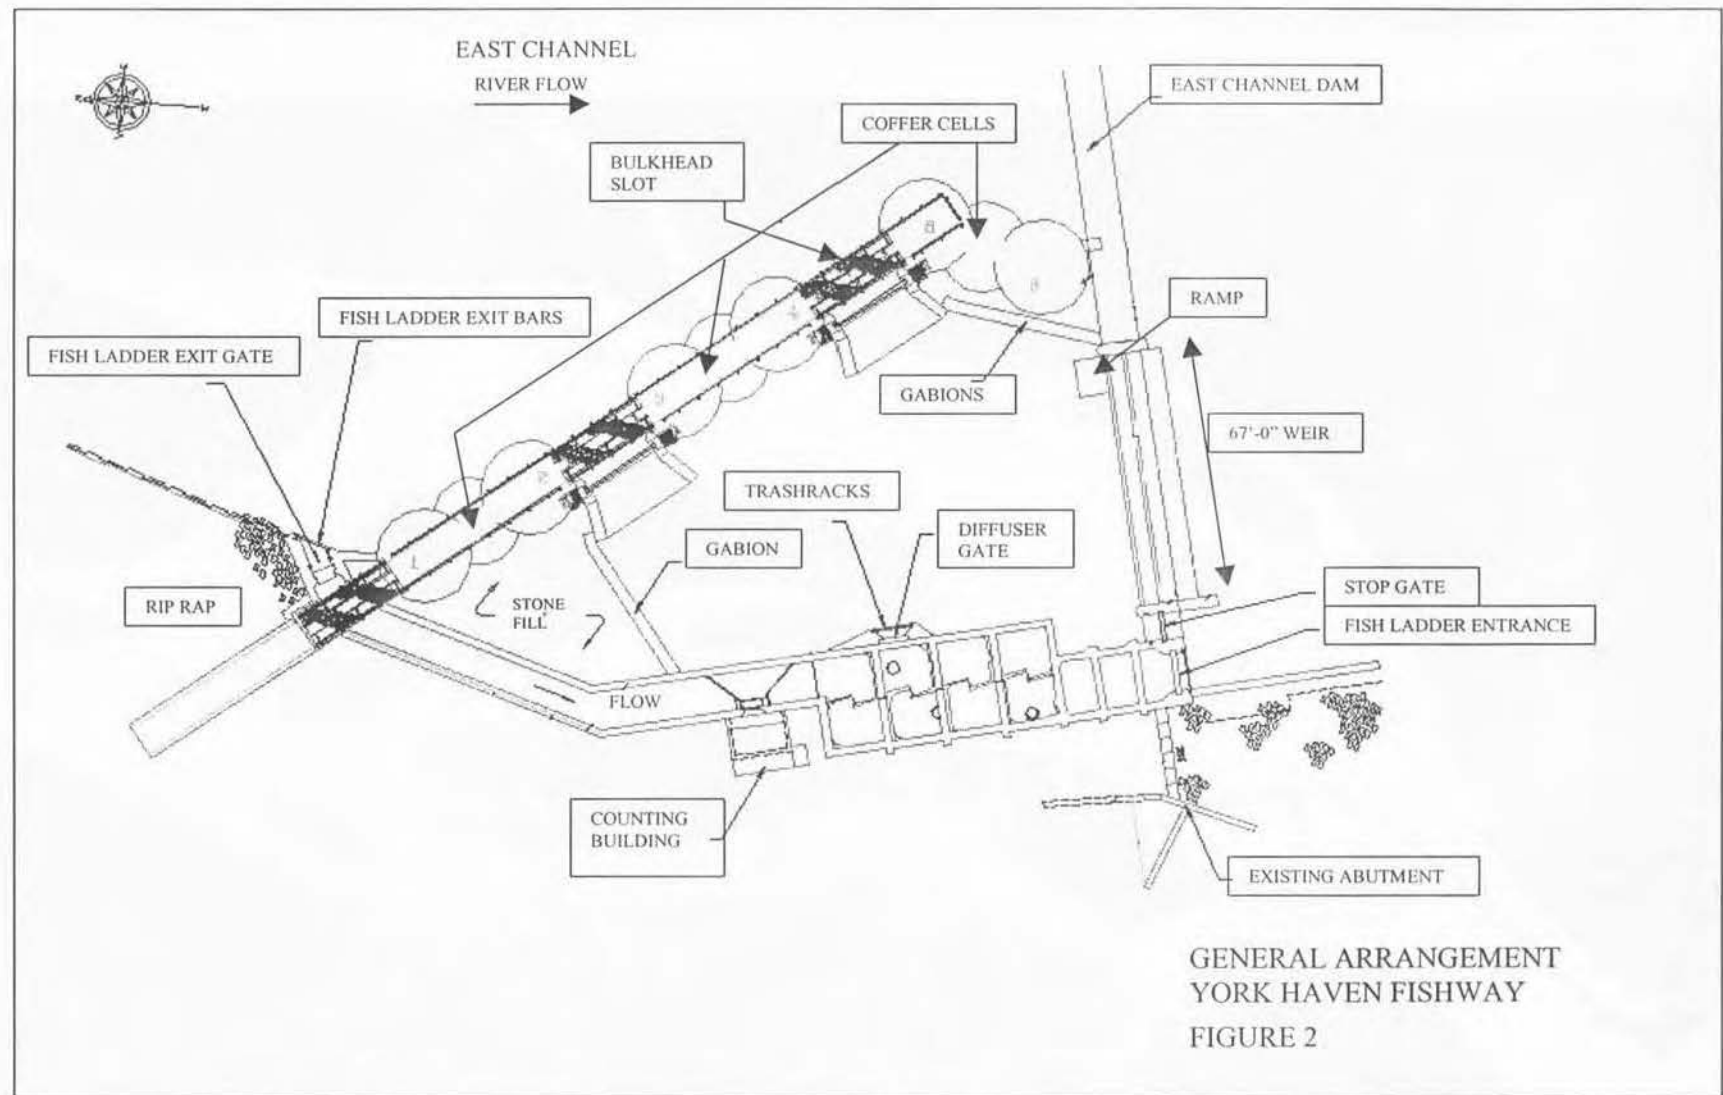 EAST CHANNEL
RIVER FLOW
EAST CHANNEL DAM
COFFER CELLS
BULKHEAD
SLOT
RAMP
FISH LADDER EXIT BARS
FISH LADDER EXIT GATE
GABIONS
67'-0" WEIR
TRASHRACKS
DIFFUSER
GATE
GABION
STOP GATE
RIP RAP
STONE
FILL
FISH LADDER ENTRANCE
FLOW
COUNTING
BUILDING
EXISTING ABUTMENT
GENERAL ARRANGEMENT
YORK HAVEN FISHWAY
FIGURE 2